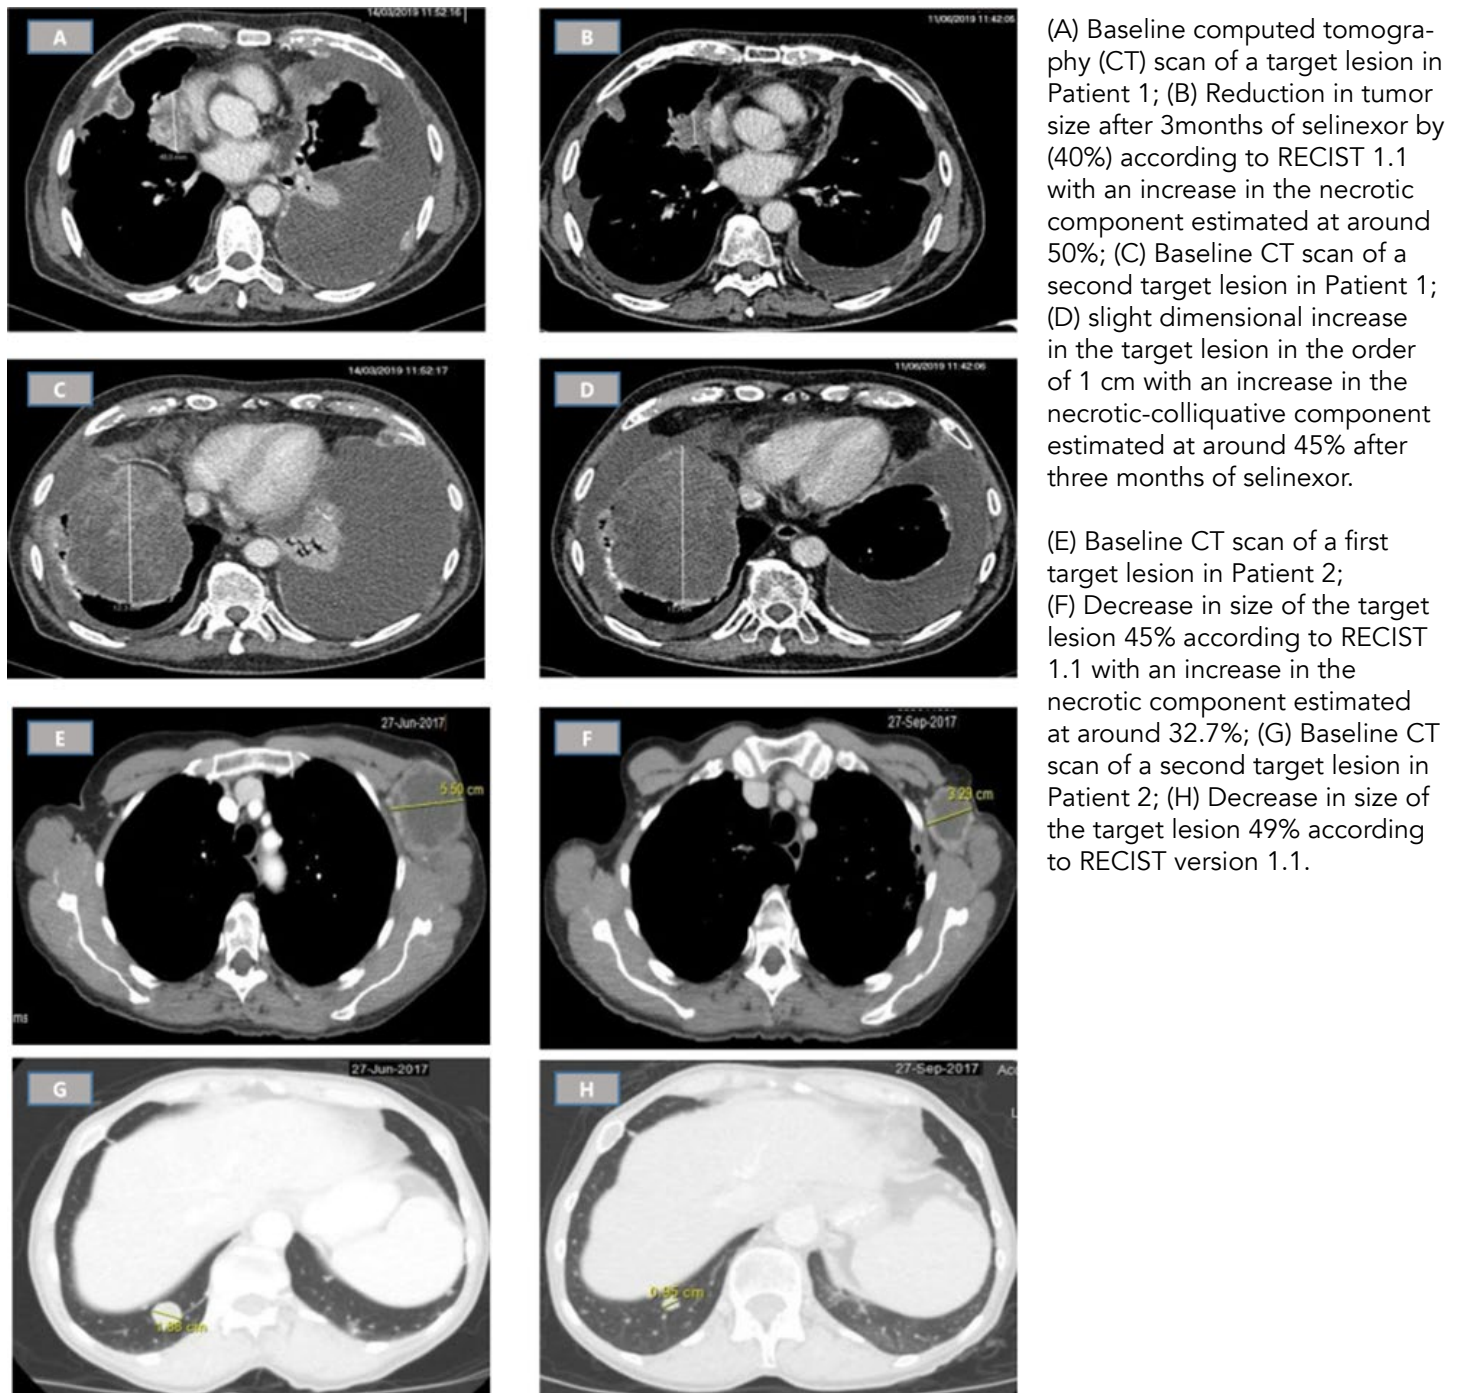 A
14/03/2019 11:52:16
B
11/06/2019 11:42:05
C
14/03/2019 11:52:17
D
11/06/2019 11:42:06
E
27-Jun-2017
5.50 cm
ms
F
27-Sep-2017
3.29 cm
G
27-Jun-2017
cm
H
27-Sep-2017
0.95 cm
(A) Baseline computed tomogra-
phy (CT) scan of a target lesion in
Patient 1; (B) Reduction in tumor
size after 3months of selinexor by
(40%) according to RECIST 1.1
with an increase in the necrotic
component estimated at around
50%; (C) Baseline CT scan of a
second target lesion in Patient 1;
(D) slight dimensional increase
in the target lesion in the order
of 1 cm with an increase in the
necrotic-colliquative component
estimated at around 45% after
three months of selinexor.
(E) Baseline CT scan of a first
target lesion in Patient 2;
(F) Decrease in size of the target
lesion 45% according to RECIST
1.1 with an increase in the
necrotic component estimated
at around 32.7%; (G) Baseline CT
scan of a second target lesion in
Patient 2; (H) Decrease in size of
the target lesion 49% according
to RECIST version 1.1.